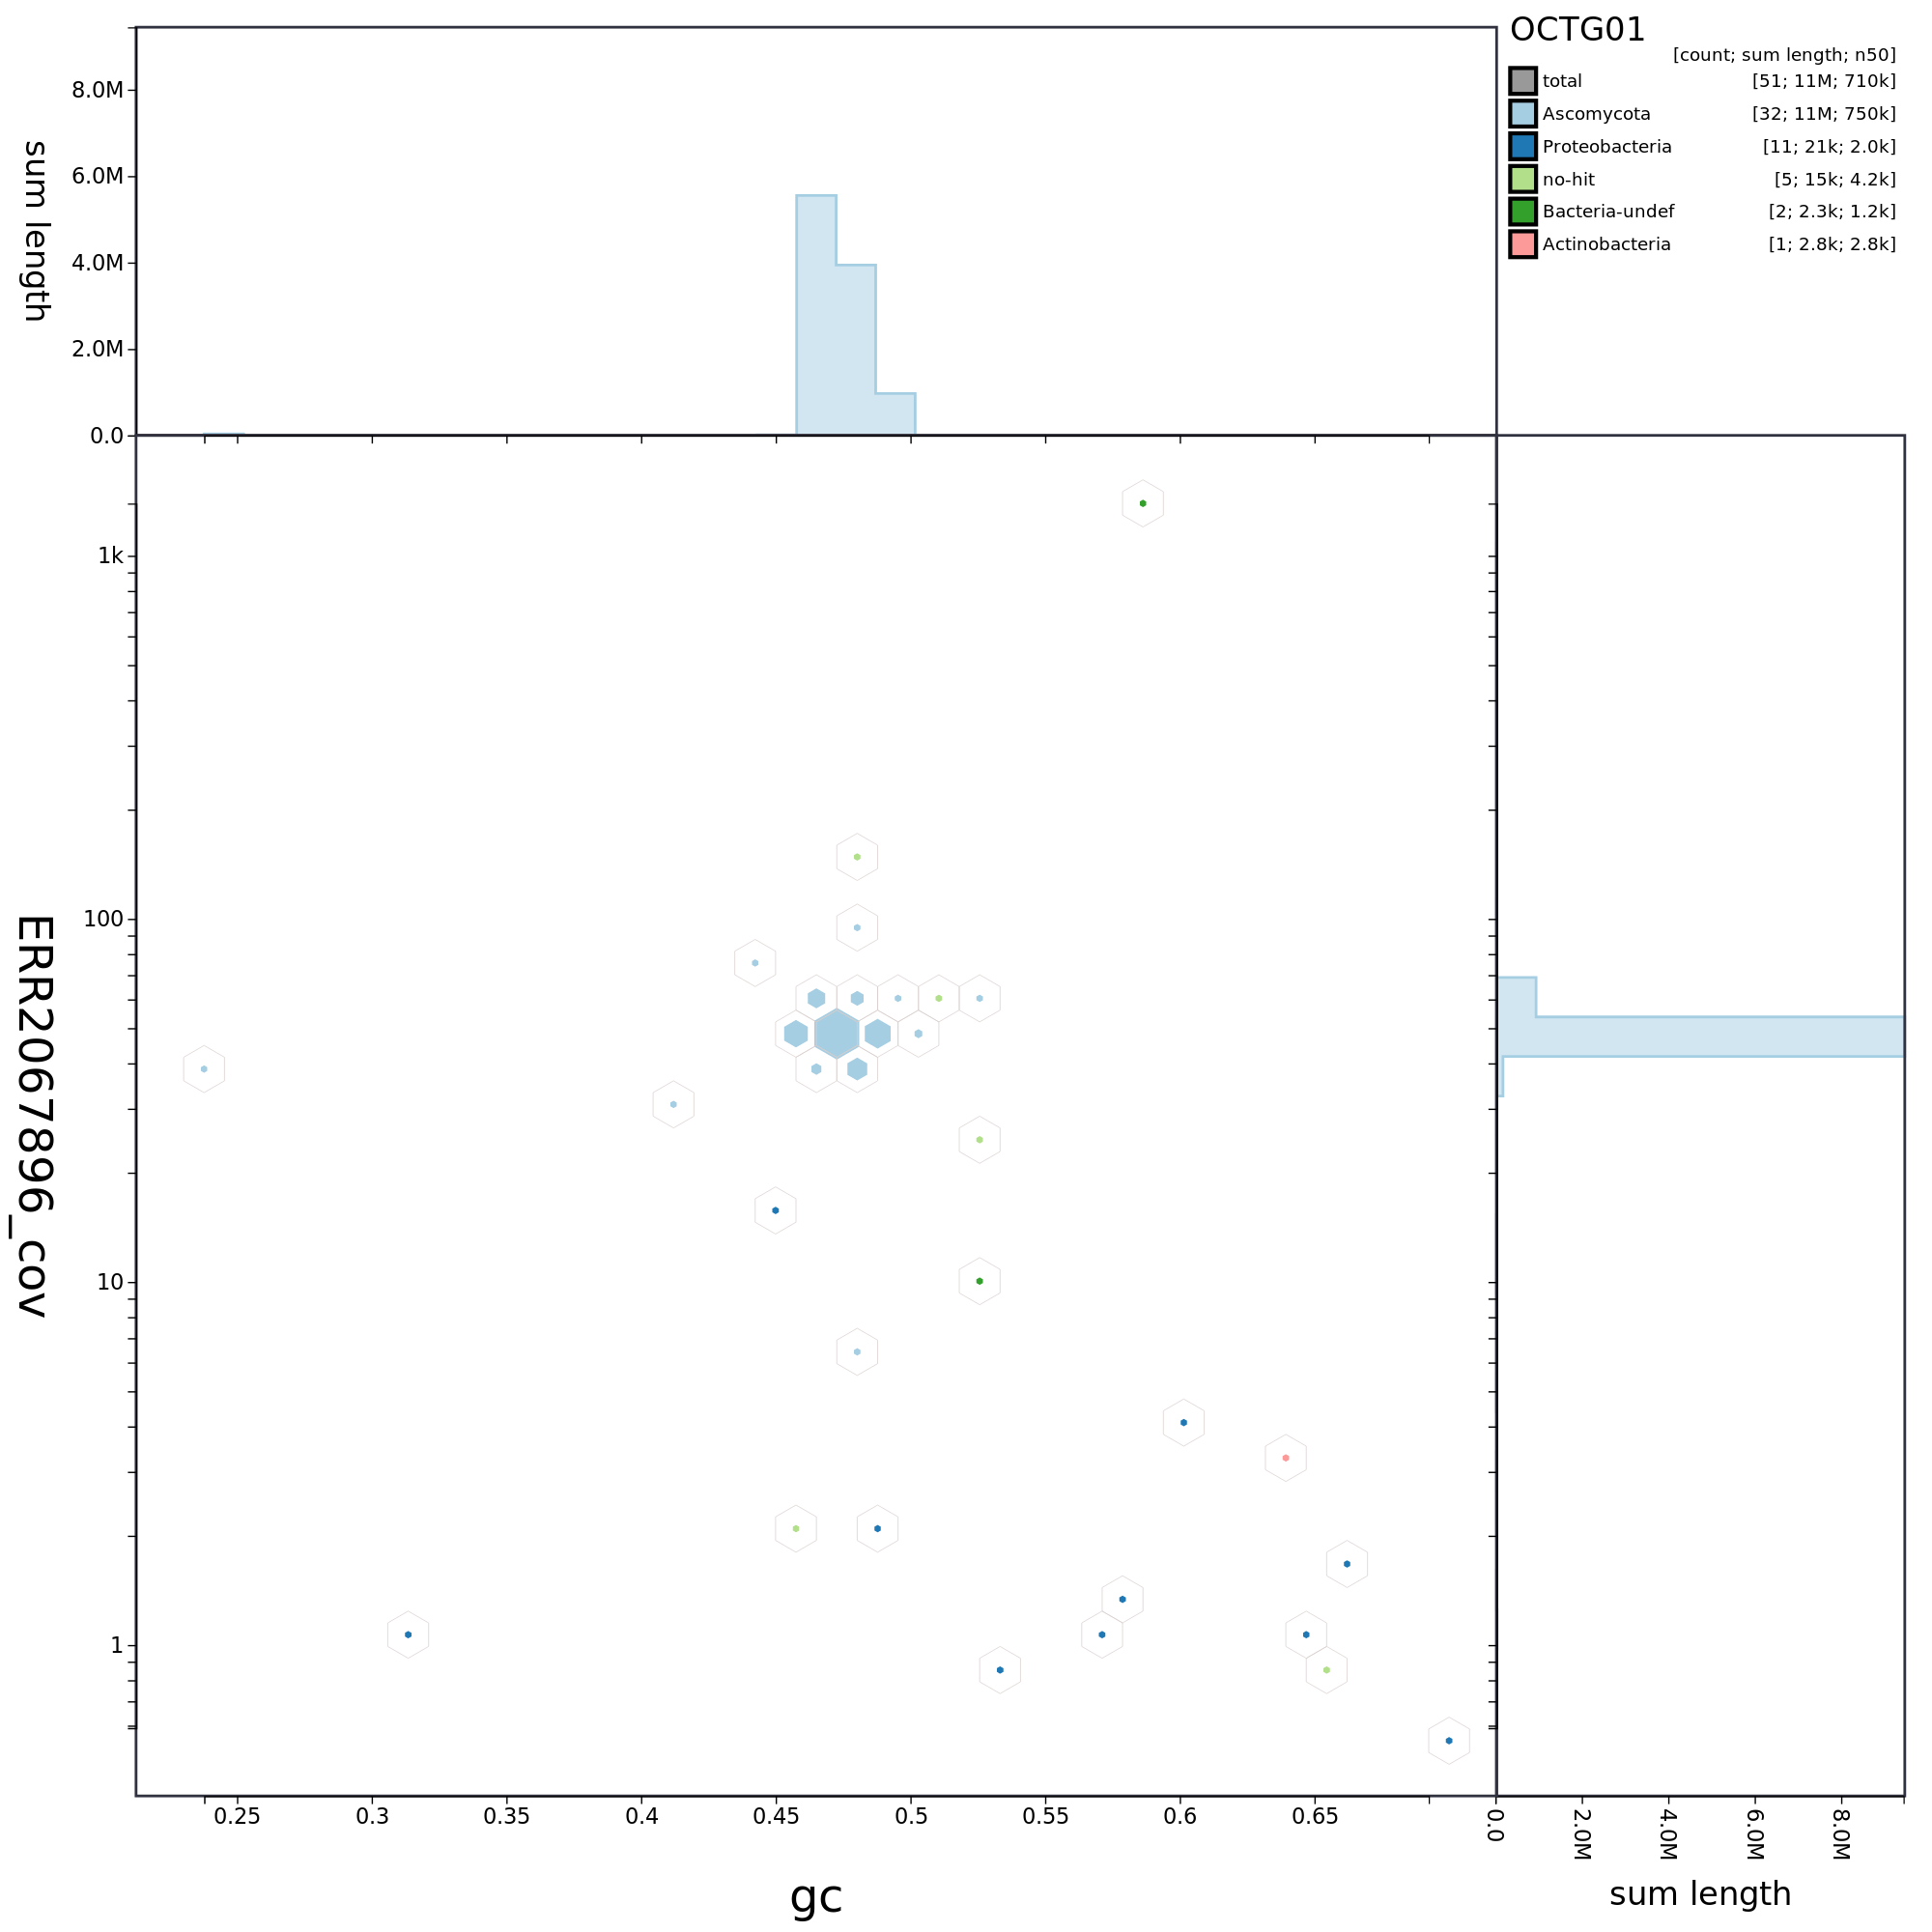 OCTG01
[count; sum length; n50]
total [51; 11M; 710k]
Ascomycota [32; 11M; 750k]
Proteobacteria [11; 21k; 2.0k]
no-hit [5; 15k; 4.2k]
Bacteria-undef [2; 2.3k; 1.2k]
Actinobacteria [1; 2.8k; 2.8k]
sum length
8.0M
6.0M
4.0M
2.0M
0.0
ERR2067896_cov
1k
100
10
1
0.25 0.3 0.35 0.4 0.45 0.5 0.55 0.6 0.65
gc
0.0 2.0M 4.0M 6.0M 8.0M
sum length